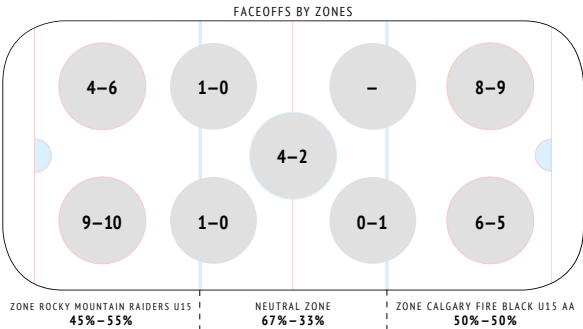 FACEOFFS BY ZONES
4–6 1–0 – 8–9
4–2
9–10 1–0 0–1 6–5
ZONE ROCKY MOUNTAIN RAIDERS U15 NEUTRAL ZONE ZONE CALGARY FIRE BLACK U15 AA
45%–55% 67%–33% 50%–50%